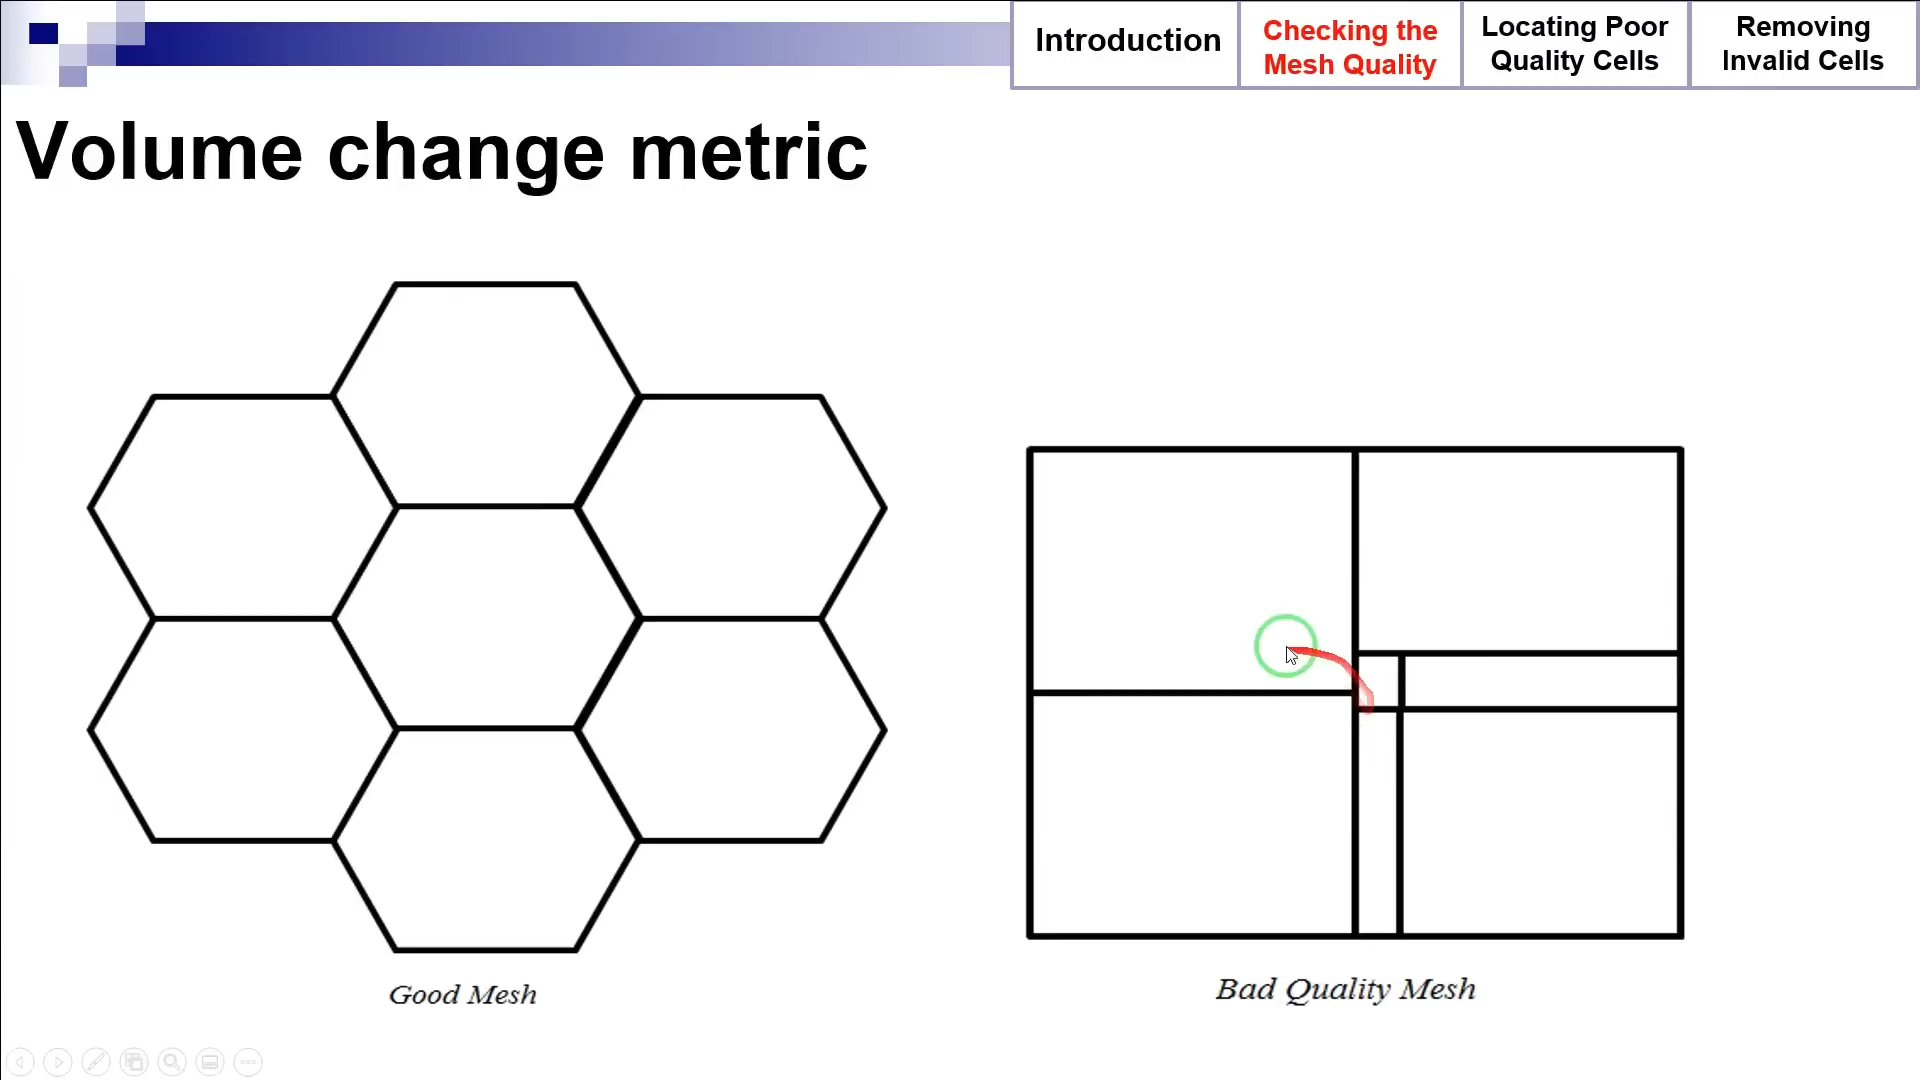 Introduction
Checking the
Mesh Quality
Locating Poor
Quality Cells
Removing
Invalid Cells
Volume change metric
Good Mesh
Bad Quality Mesh